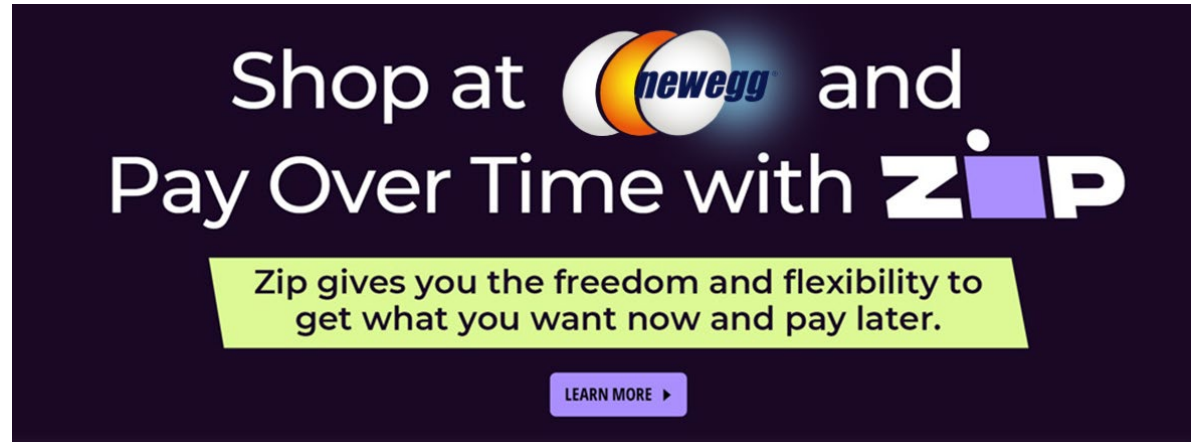 Shop at newegg and
Pay Over Time with ZIP
Zip gives you the freedom and flexibility to
get what you want now and pay later.
LEARN MORE